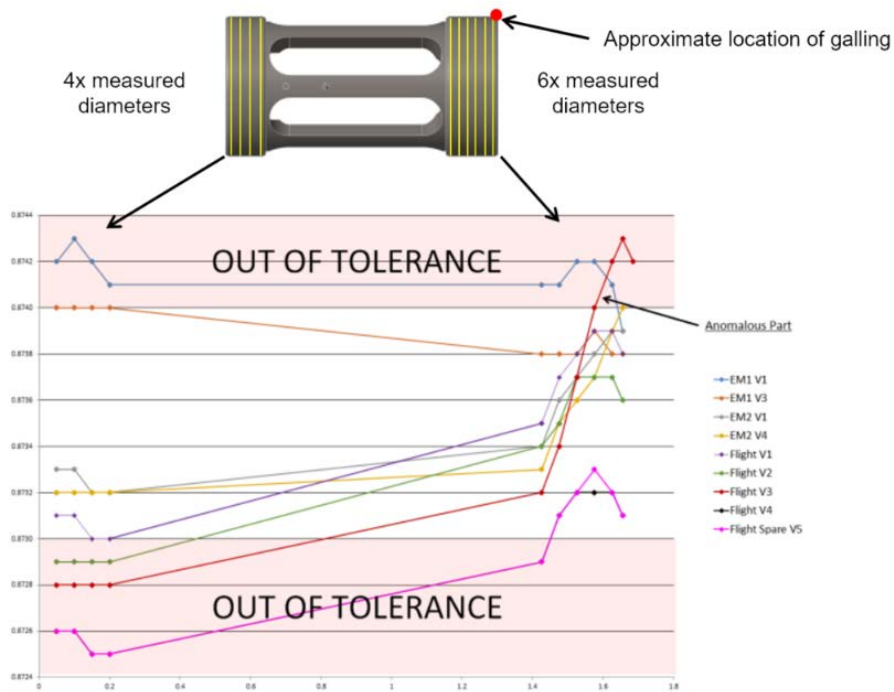 Approximate location of galling
4x measured
diameters
6x measured
diameters
0.8744
0.8742
OUT OF TOLERANCE
0.8740
Anomalous Part
0.8738
0.8736
0.8734
0.8732
0.8730
0.8728
OUT OF TOLERANCE
0.8726
0.8724
EM1 V1
EM1 V3
EM2 V1
EM2 V4
Flight V1
Flight V2
Flight V3
Flight V4
Flight Spare V5
0 0.2 0.4 0.6 0.8 1 1.2 1.4 1.6 1.8